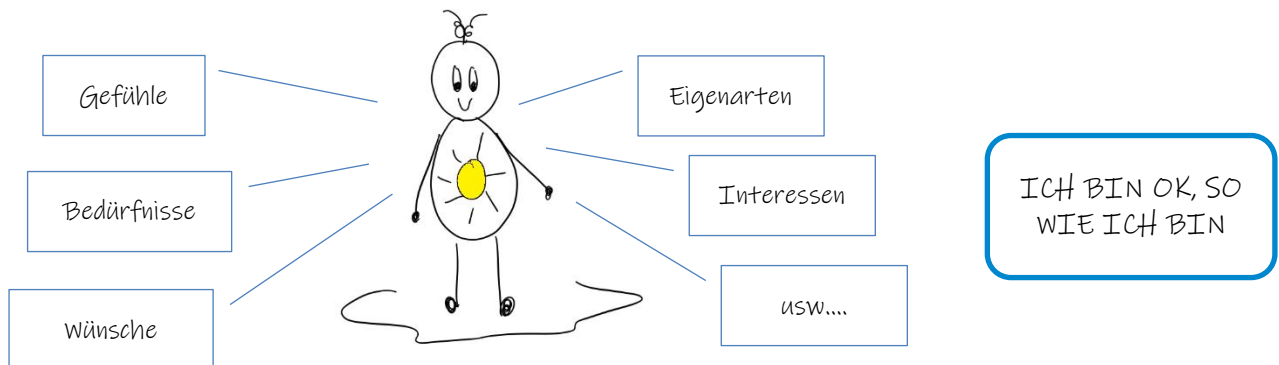 Gefühle
Bedürfnisse
Wünsche
Eigenarten
Interessen
usw....
ICH BIN OK, SO
WIE ICH BIN